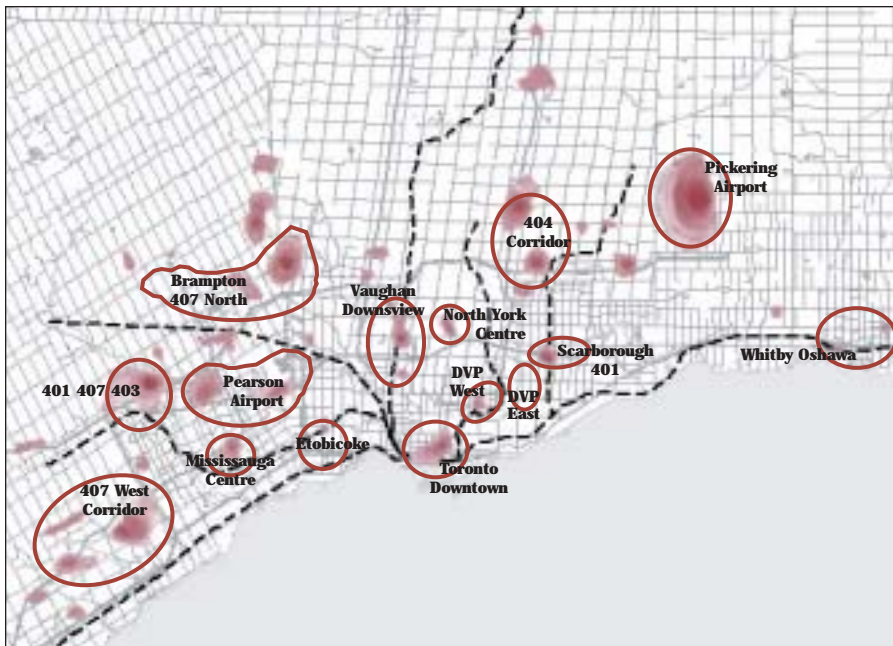 Pickering
Airport
404
Corridor
Brampton
407 North
Vaughan
Downsview
North York
Centre
Scarborough
401
Whitby Oshawa
401 407 403
Pearson
Airport
DVP
West
DVP
East
Mississauga
Centre
Etobicoke
Toronto
Downtown
407 West
Corridor